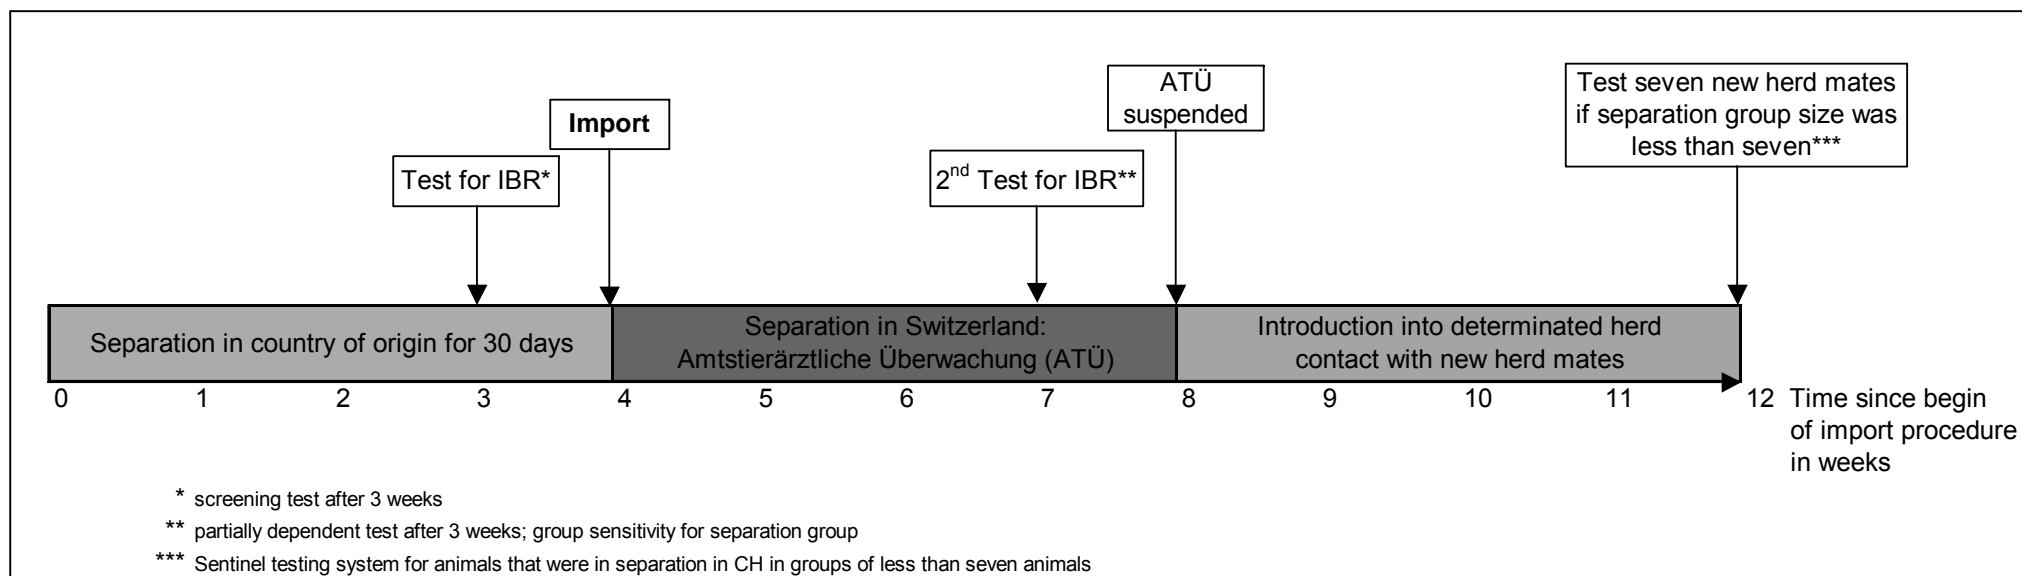 Import
Test for IBR*
2nd Test for IBR**
ATÜ
suspended
Test seven new herd mates
if separation group size was
less than seven***
Separation in country of origin for 30 days
Separation in Switzerland:
Amtstierärztliche Überwachung (ATÜ)
Introduction into determinated herd
contact with new herd mates
0 1 2 3 4 5 6 7 8 9 10 11 12 Time since begin
of import procedure
in weeks
* screening test after 3 weeks
** partially dependent test after 3 weeks; group sensitivity for separation group
*** Sentinel testing system for animals that were in separation in CH in groups of less than seven animals